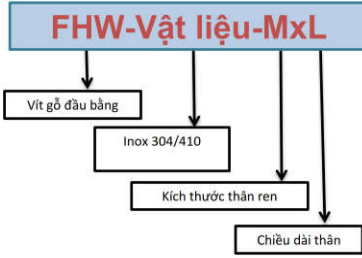 FHW-Vật liệu-MxL
Vít gỗ đầu bằng
Inox 304/410
Kích thước thân ren
Chiều dài thân